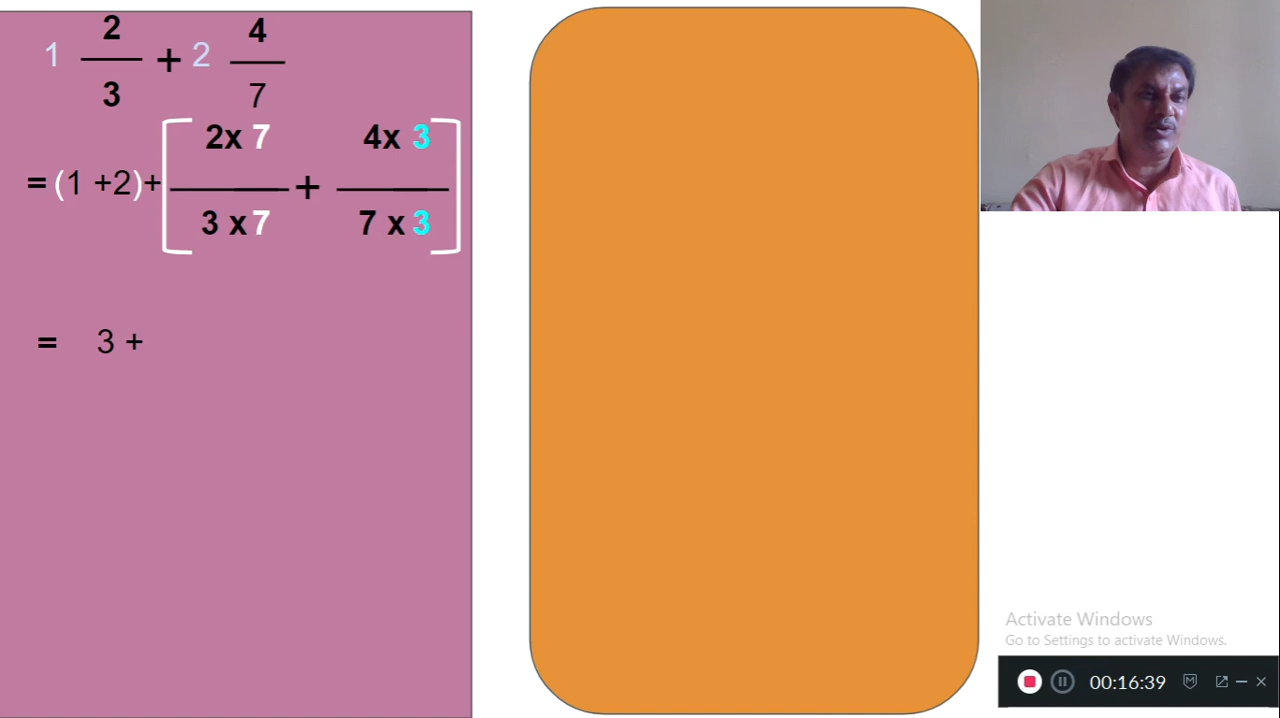 1 2/3 + 2 4/7
= (1 +2)+ [ 2x 7 / 3 x 7 + 4x 3 / 7 x 3 ]
= 3 +
Activate Windows
Go to Settings to activate Windows.
00:16:39